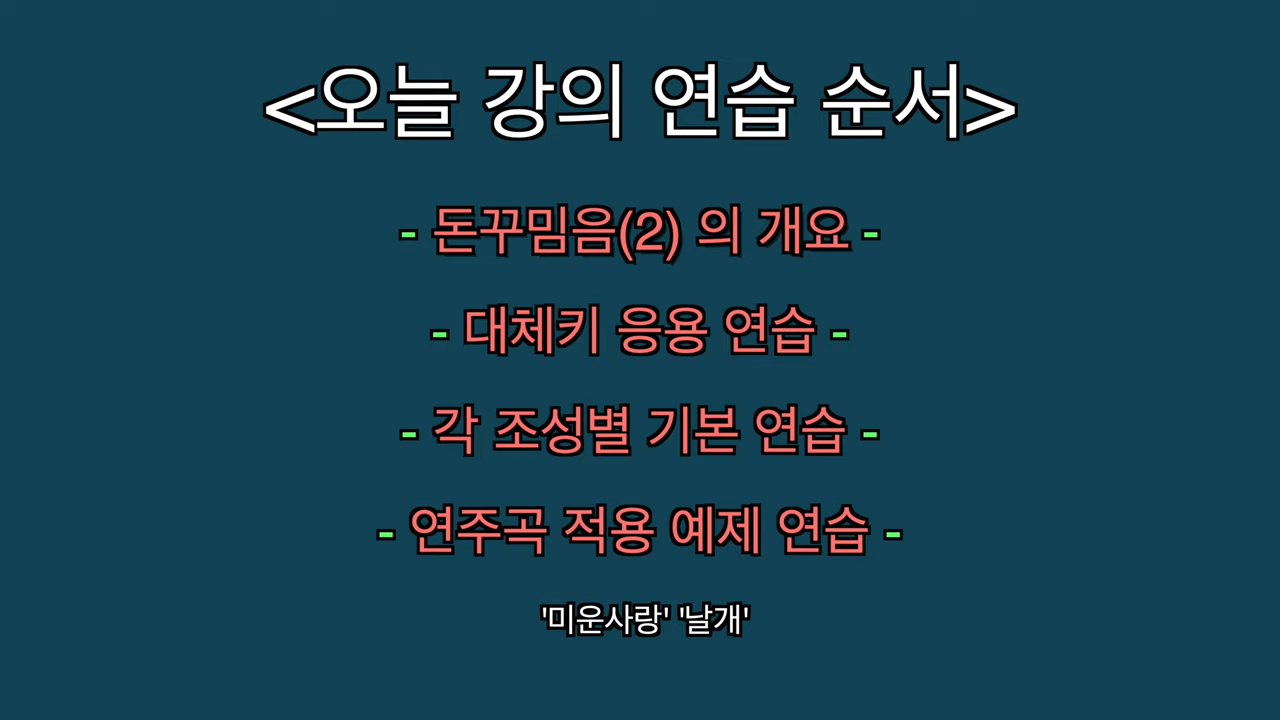 <오늘 강의 연습 순서>
- 돈꾸밈음(2) 의 개요 -
- 대체키 응용 연습 -
- 각 조성별 기본 연습 -
- 연주곡 적용 예제 연습 -
'미운사랑' '날개'